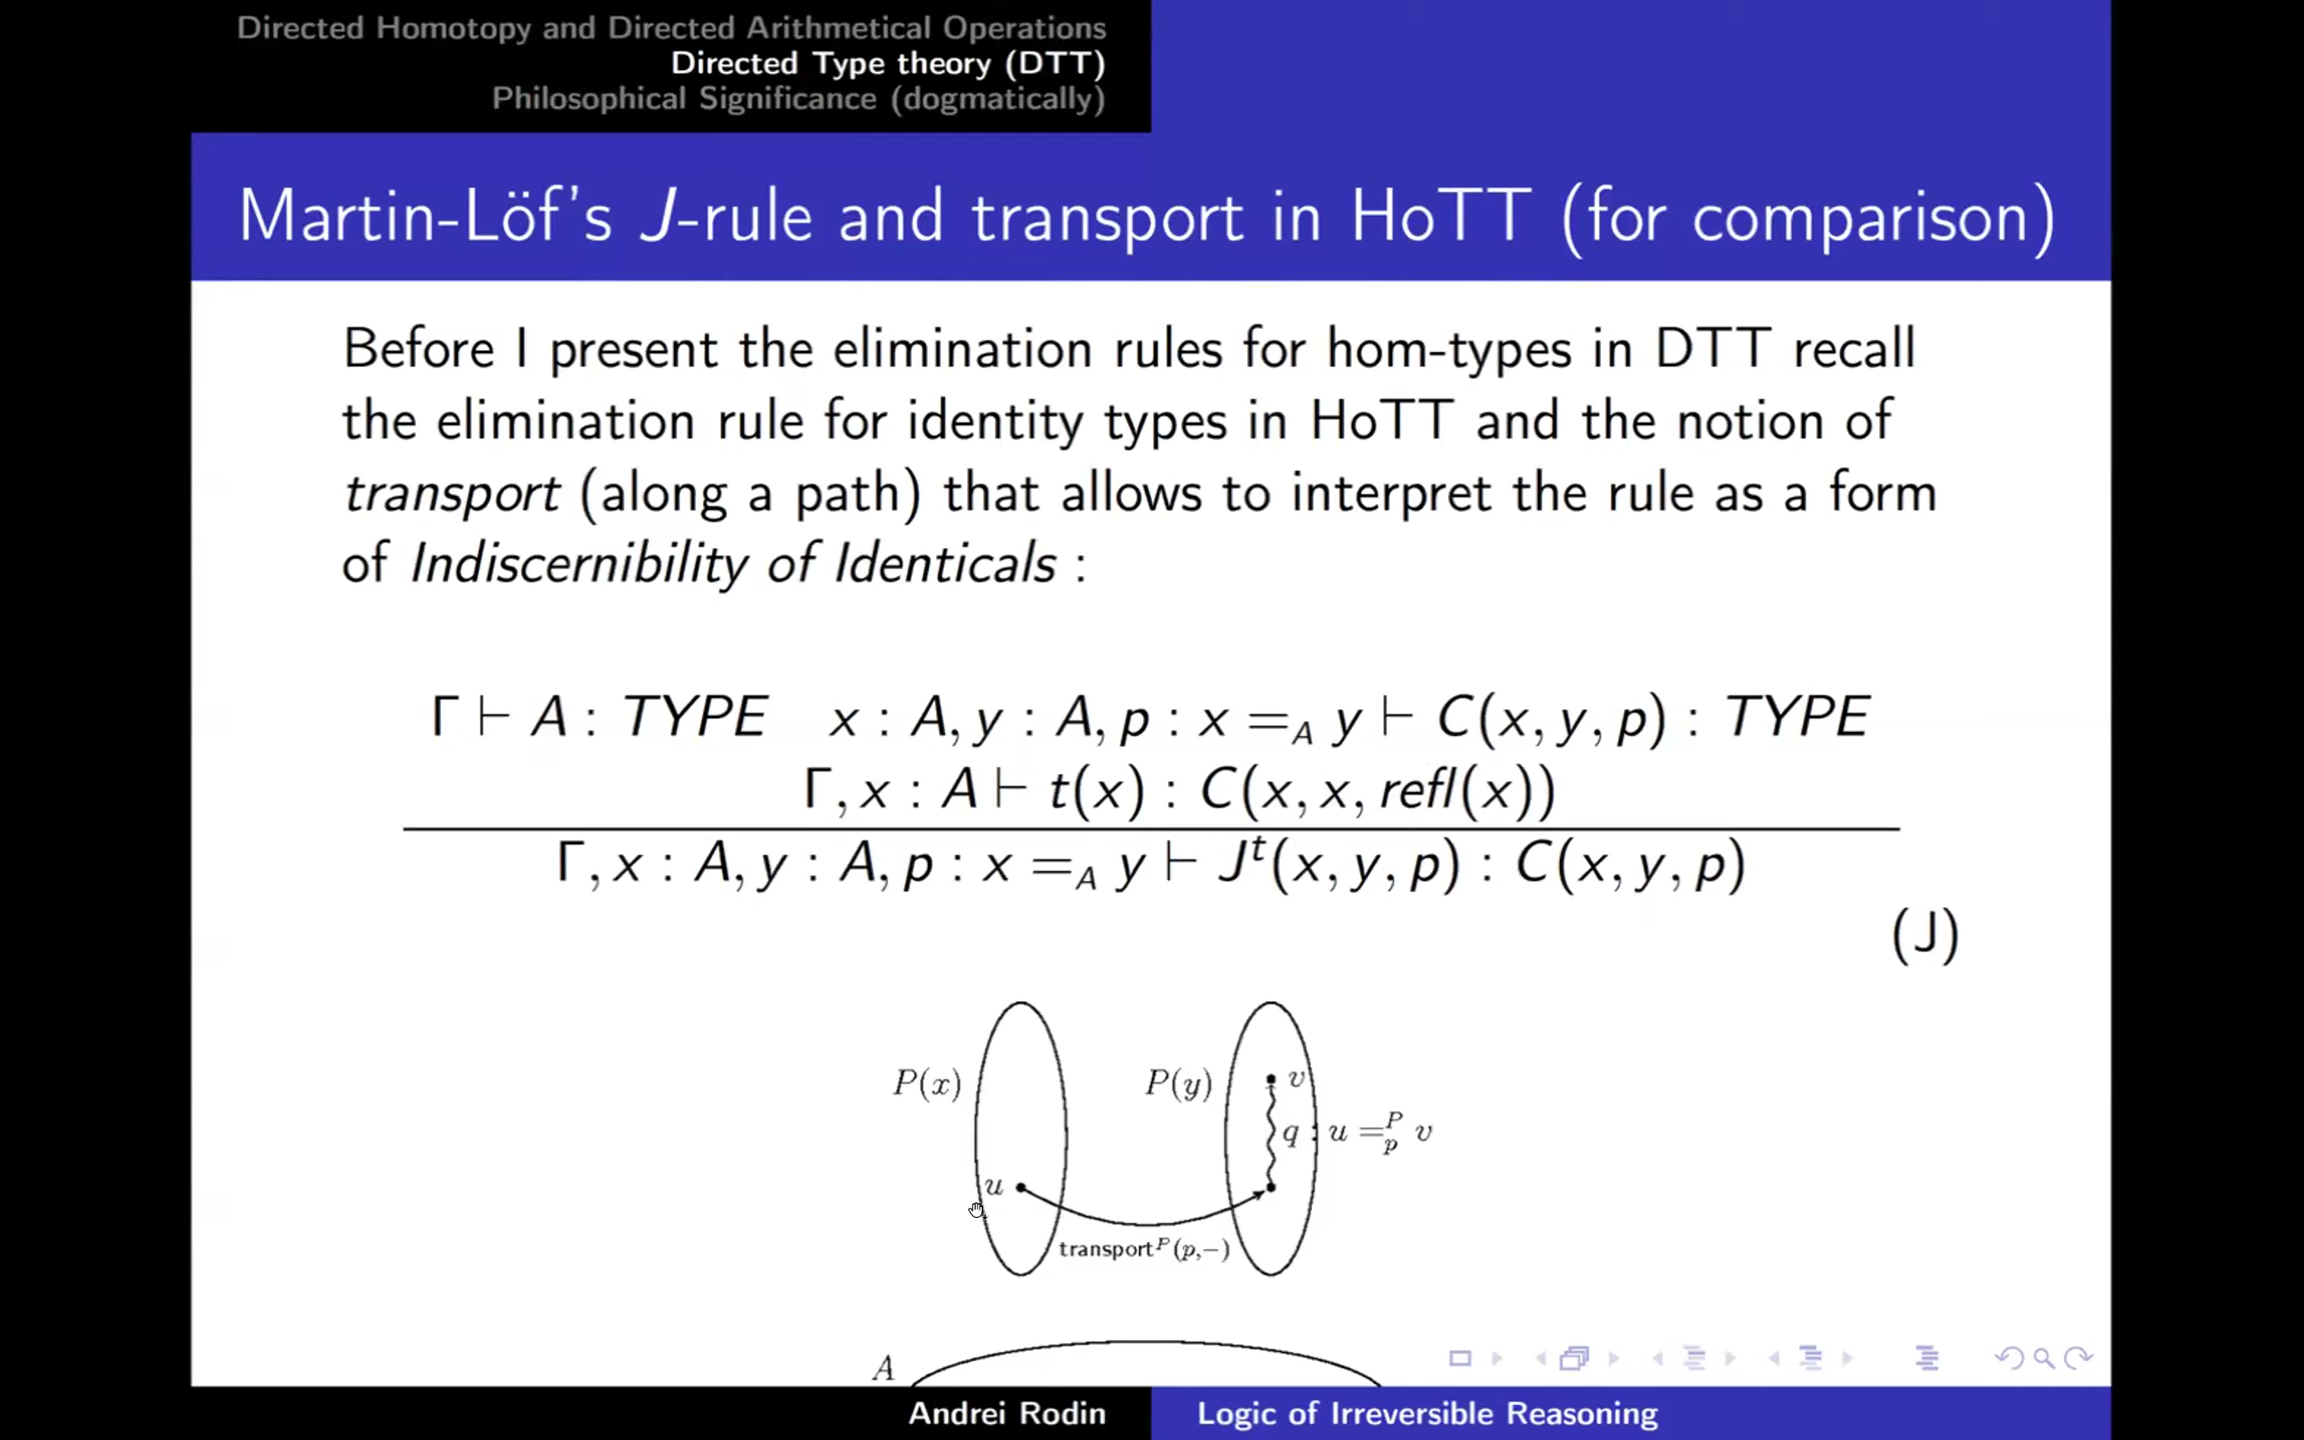 Directed Homotopy and Directed Arithmetical Operations
Directed Type theory (DTT)
Philosophical Significance (dogmatically)
Martin-Löf's J-rule and transport in HoTT (for comparison)
Before I present the elimination rules for hom-types in DTT recall
the elimination rule for identity types in HoTT and the notion of
transport (along a path) that allows to interpret the rule as a form
of Indiscernibility of Identicals :
Γ ⊢ A : TYPE x : A, y : A, p : x =_A y ⊢ C(x, y, p) : TYPE
Γ, x : A ⊢ t(x) : C(x, x, refl(x))
Γ, x : A, y : A, p : x =_A y ⊢ J^t(x, y, p) : C(x, y, p)
(J)
P(x) P(y) v
q : u =^P_p v
u
transport^P(p,−)
A
Andrei Rodin Logic of Irreversible Reasoning